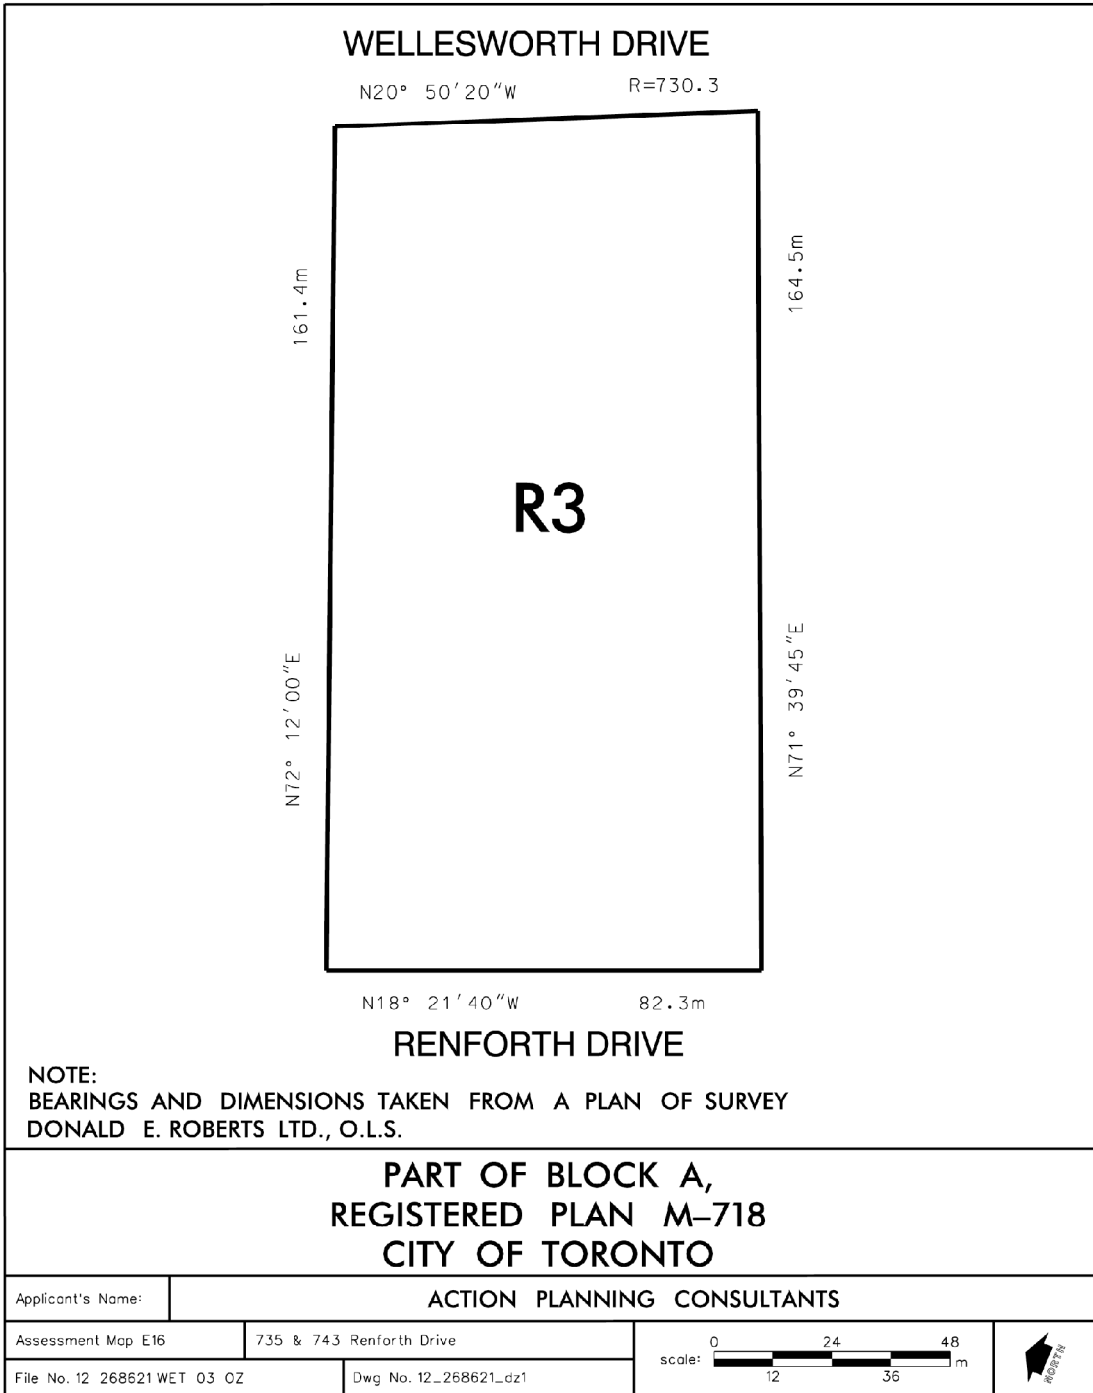 WELLESWORTH DRIVE
N20° 50'20"W R=730.3
161.4m
164.5m
R3
N72° 12'00"E
N71° 39'45"E
N18° 21'40"W 82.3m
RENFORTH DRIVE
NOTE:
BEARINGS AND DIMENSIONS TAKEN FROM A PLAN OF SURVEY
DONALD E. ROBERTS LTD., O.L.S.
PART OF BLOCK A,
REGISTERED PLAN M–718
CITY OF TORONTO
Applicant's Name: ACTION PLANNING CONSULTANTS
Assessment Map E16 735 & 743 Renforth Drive
File No. 12 268621 WET 03 OZ Dwg No. 12_268621_dz1
0 24 48
scale: m
12 36
NORTH